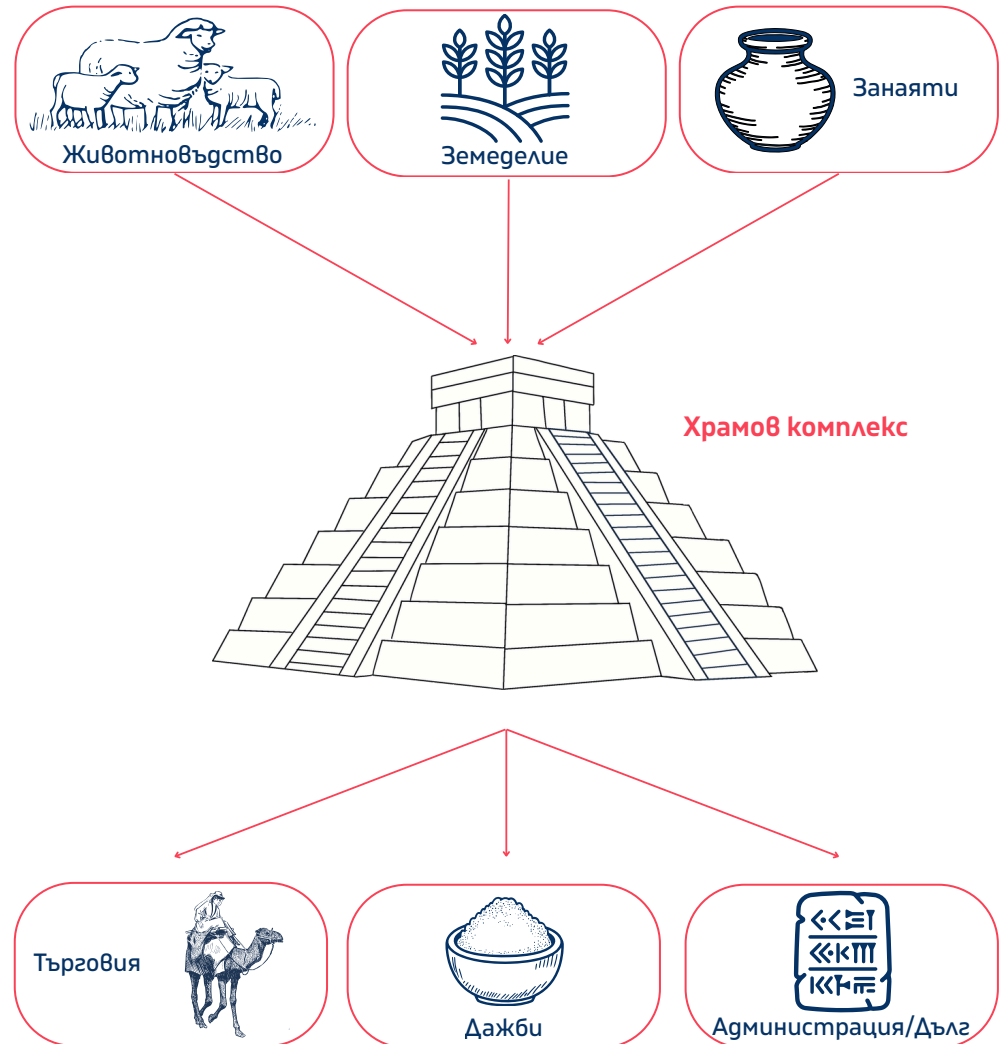 Животновъдство
Земеделие
Занаяти
Храмов комплекс
Търговия
Дажби
Администрация/Дълг